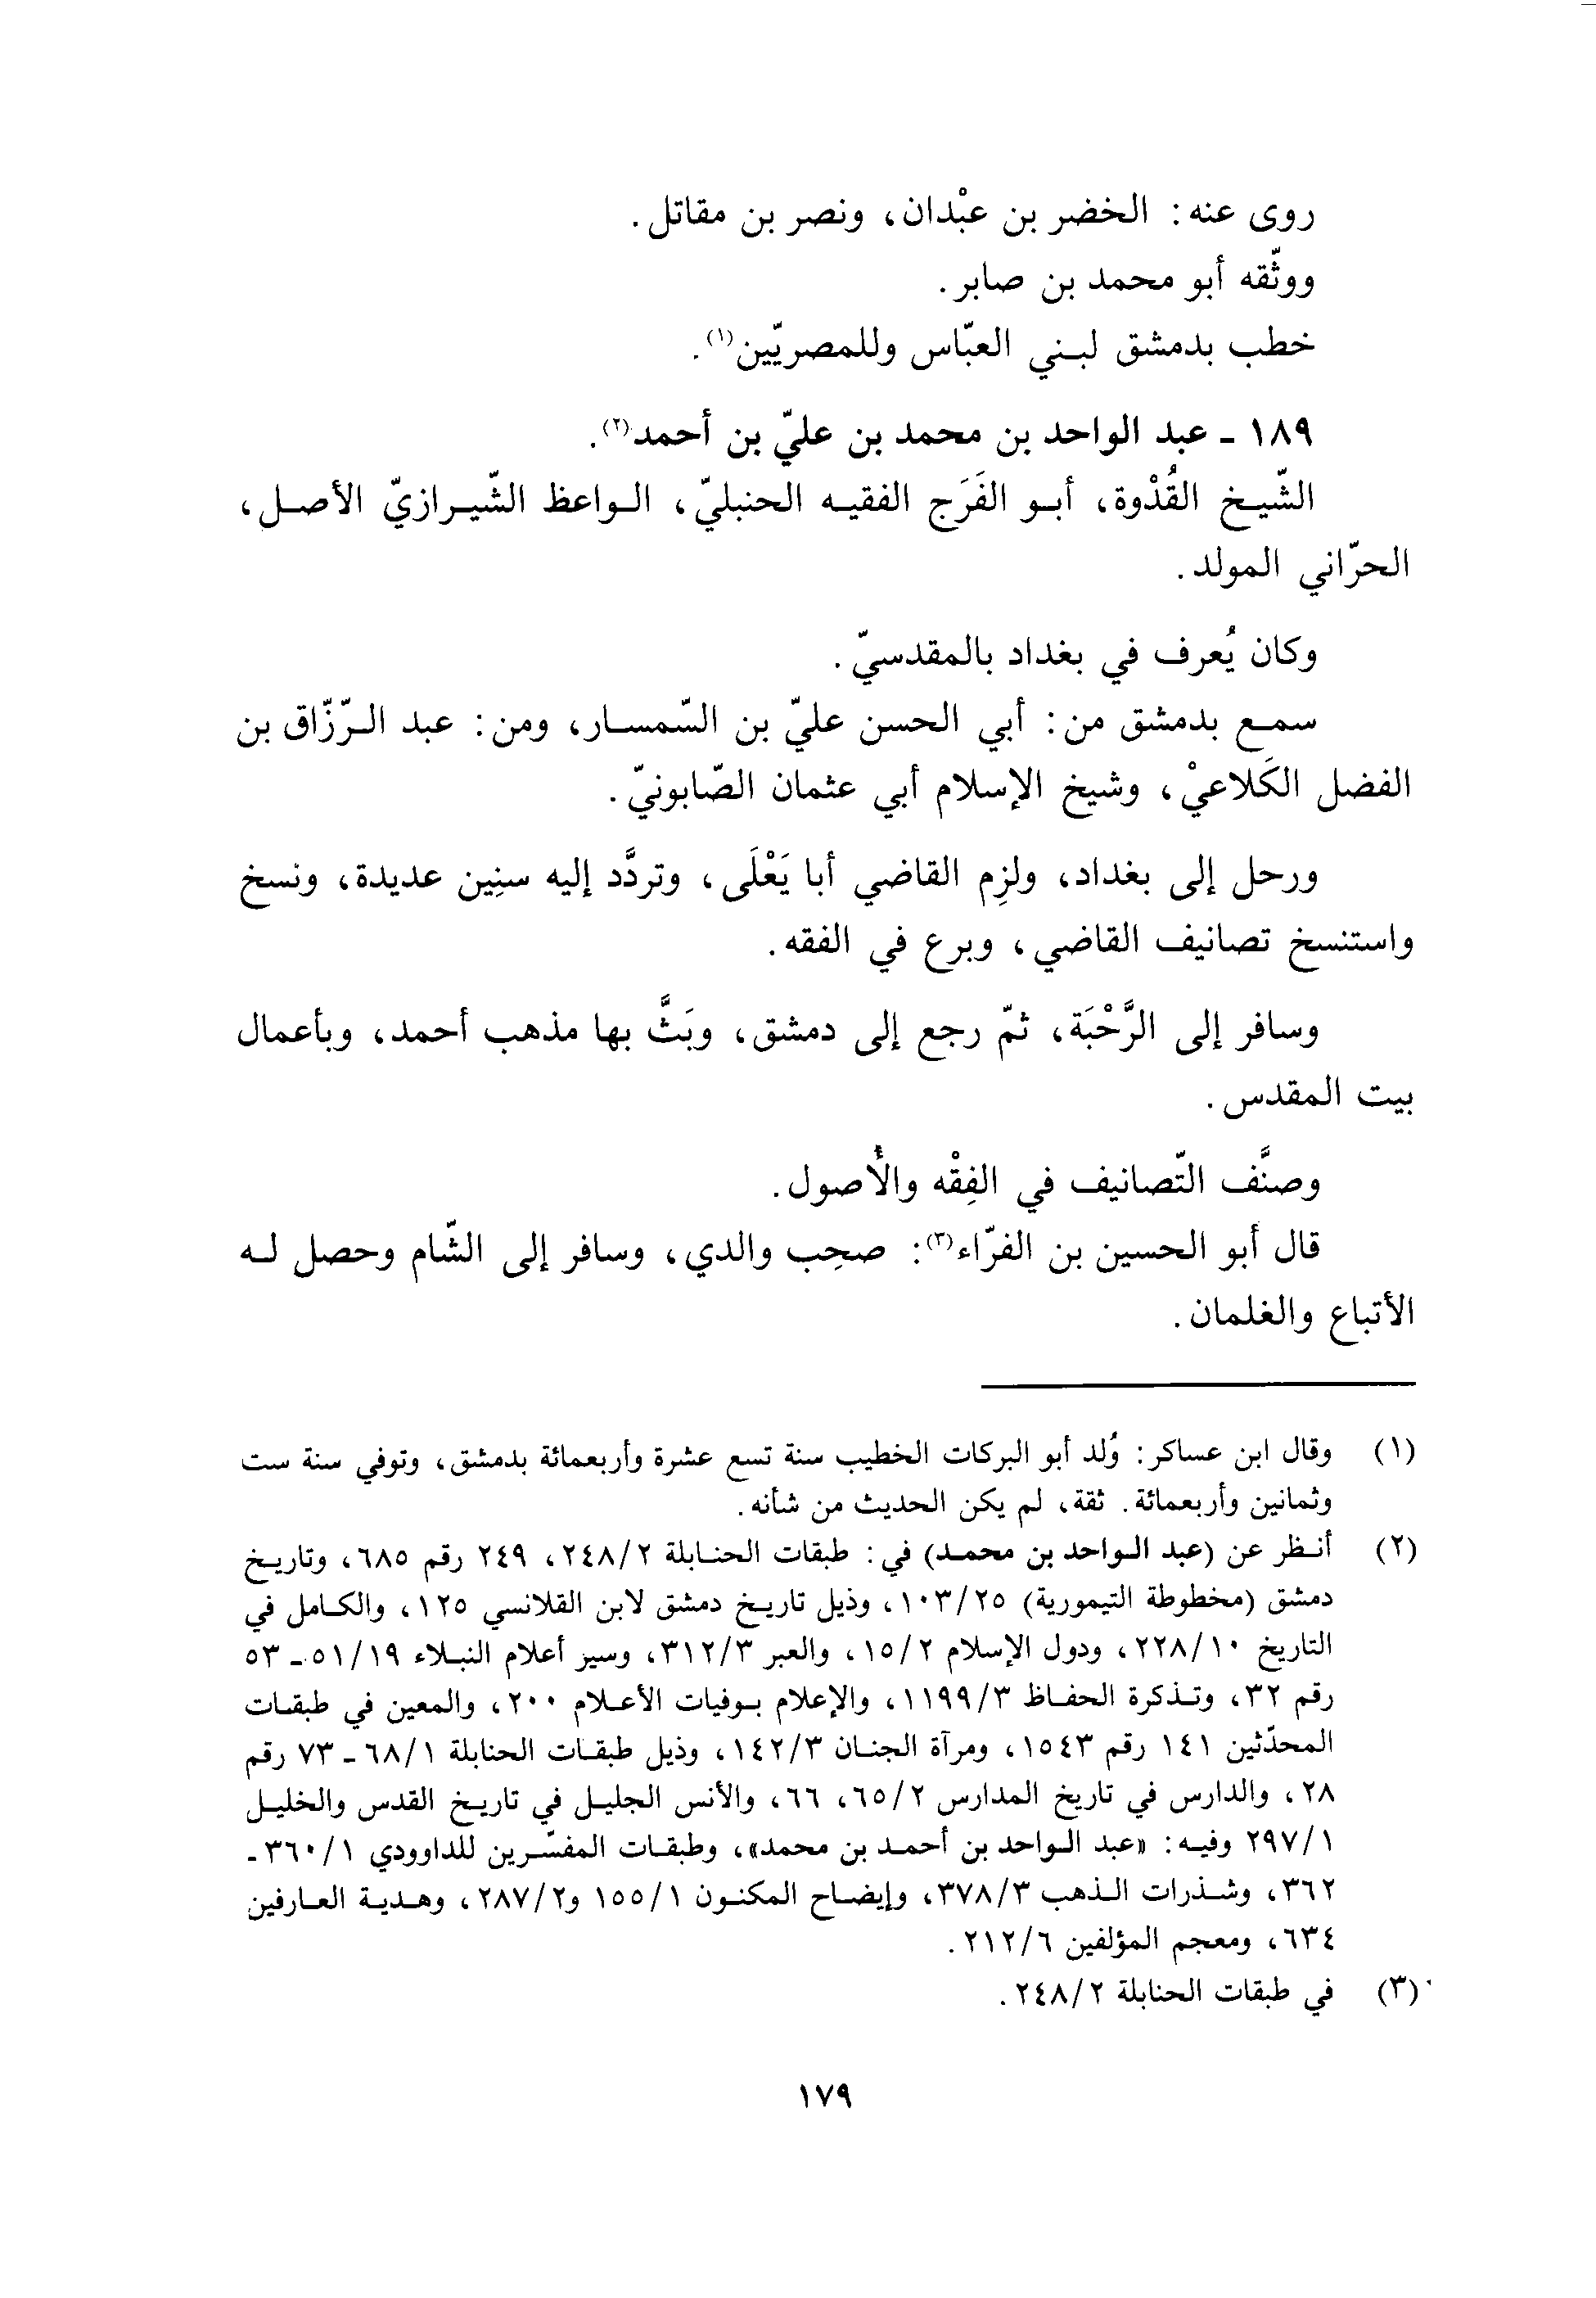 روى عنه: الخضر بن عبْدان، ونصر بن مقاتل.
ووثّقه أبو محمد بن صابر.
خطب بدمشق لبني العبّاس وللمصريّين(١).
١٨٩ ـ عبد الواحد بن محمد بن عليّ بن أحمد(٢).
الشّيخ القُدْوة، أبو الفَرَج الفقيه الحنبليّ، الواعظ الشّيرازيّ الأصل،
الحرّاني المولد.
وكان يُعرف في بغداد بالمقدسيّ.
سمع بدمشق من: أبي الحسن عليّ بن السّمسار، ومن: عبد الرّزّاق بن
الفضل الكَلاعيْ، وشيخ الإسلام أبي عثمان الصّابونيّ.
ورحل إلى بغداد، ولزِم القاضي أبا يَعْلَى، وتردَّد إليه سنِين عديدة، ونسخ
واستنسخ تصانيف القاضي، وبرع في الفقه.
وسافر إلى الرَّحْبَة، ثمّ رجع إلى دمشق، وبَثَّ بها مذهب أحمد، وبأعمال
بيت المقدس.
وصنَّف التّصانيف في الفِقْه والأُصول.
قال أبو الحسين بن الفرّاء(٣): صحِب والدي، وسافر إلى الشّام وحصل له
الأتباع والغلمان.
(١) وقال ابن عساكر: وُلد أبو البركات الخطيب سنة تسع عشرة وأربعمائة بدمشق، وتوفي سنة ست
وثمانين وأربعمائة. ثقة، لم يكن الحديث من شأنه.
(٢) أنظر عن (عبد الواحد بن محمد) في: طبقات الحنابلة ٢/٢٤٨، ٢٤٩ رقم ٦٨٥، وتاريخ
دمشق (مخطوطة التيمورية) ٢٥/١٠٣، وذيل تاريخ دمشق لابن القلانسي ١٢٥، والكامل في
التاريخ ١٠/٢٢٨، ودول الإسلام ٢/١٥، والعبر ٣/٣١٢، وسير أعلام النبلاء ١٩/٥١ـ ٥٣
رقم ٣٢، وتذكرة الحفاظ ٣/١١٩٩، والإعلام بوفيات الأعلام ٢٠٠، والمعين في طبقات
المحدّثين ١٤١ رقم ١٥٤٣، ومرآة الجنان ٣/١٤٢، وذيل طبقات الحنابلة ١/٦٨ـ ٧٣ رقم
٢٨، والدارس في تاريخ المدارس ٢/٦٥، ٦٦، والأنس الجليل في تاريخ القدس والخليل
١/٢٩٧ وفيه: «عبد الواحد بن أحمد بن محمد»، وطبقات المفسّرين للداوودي ١/٣٦٠ـ
٣٦٢، وشذرات الذهب ٣/٣٧٨، وإيضاح المكنون ١/١٥٥ و٢/٢٨٧، وهدية العارفين
٦٣٤، ومعجم المؤلفين ٦/٢١٢.
(٣) في طبقات الحنابلة ٢/٢٤٨.
١٧٩